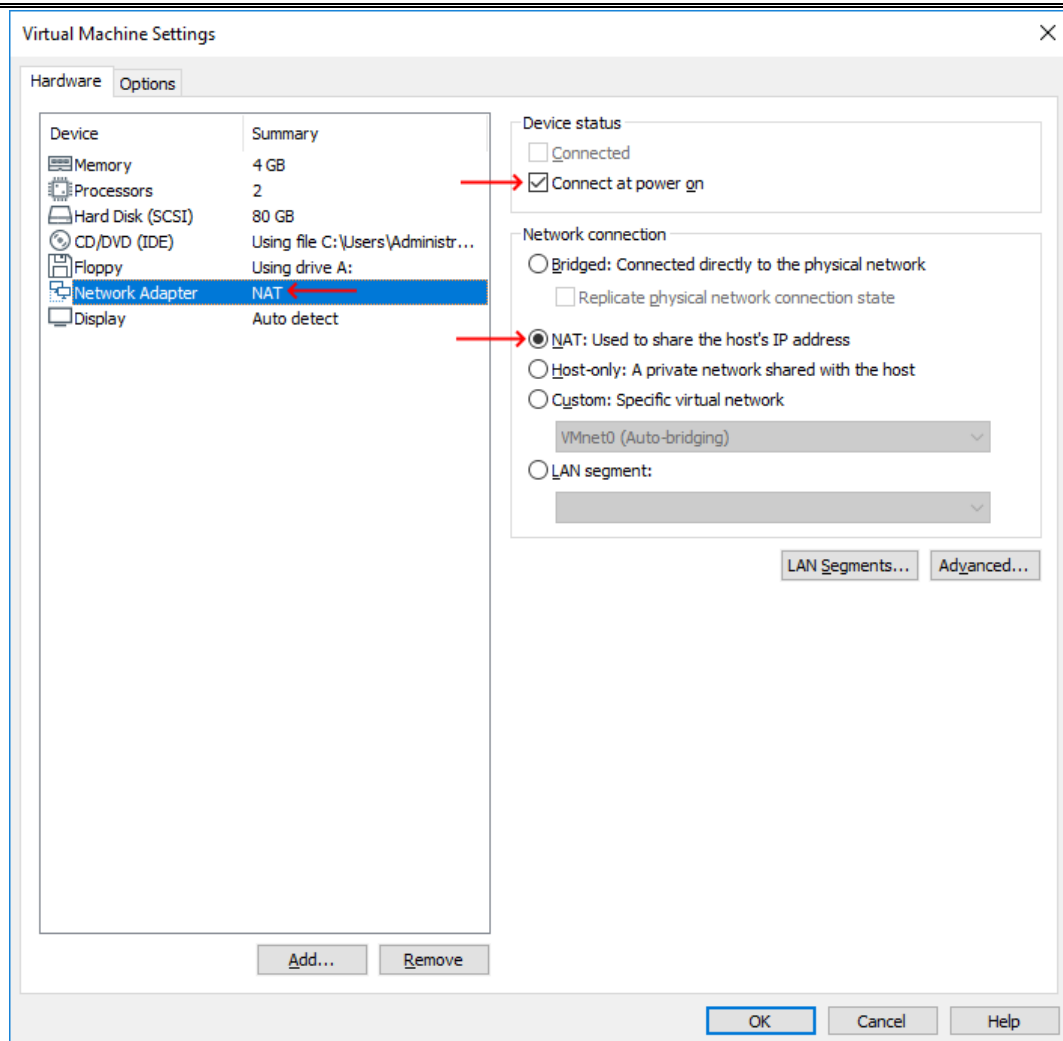 Virtual Machine Settings
Hardware Options
Device Summary
Memory 4 GB
Processors 2
Hard Disk (SCSI) 80 GB
CD/DVD (IDE) Using file C:\Users\Administr...
Floppy Using drive A:
Network Adapter NAT
Display Auto detect
Add... Remove
Device status
Connected
Connect at power on
Network connection
Bridged: Connected directly to the physical network
Replicate physical network connection state
NAT: Used to share the host's IP address
Host-only: A private network shared with the host
Custom: Specific virtual network
VMnet0 (Auto-bridging)
LAN segment:
LAN Segments... Advanced...
OK Cancel Help